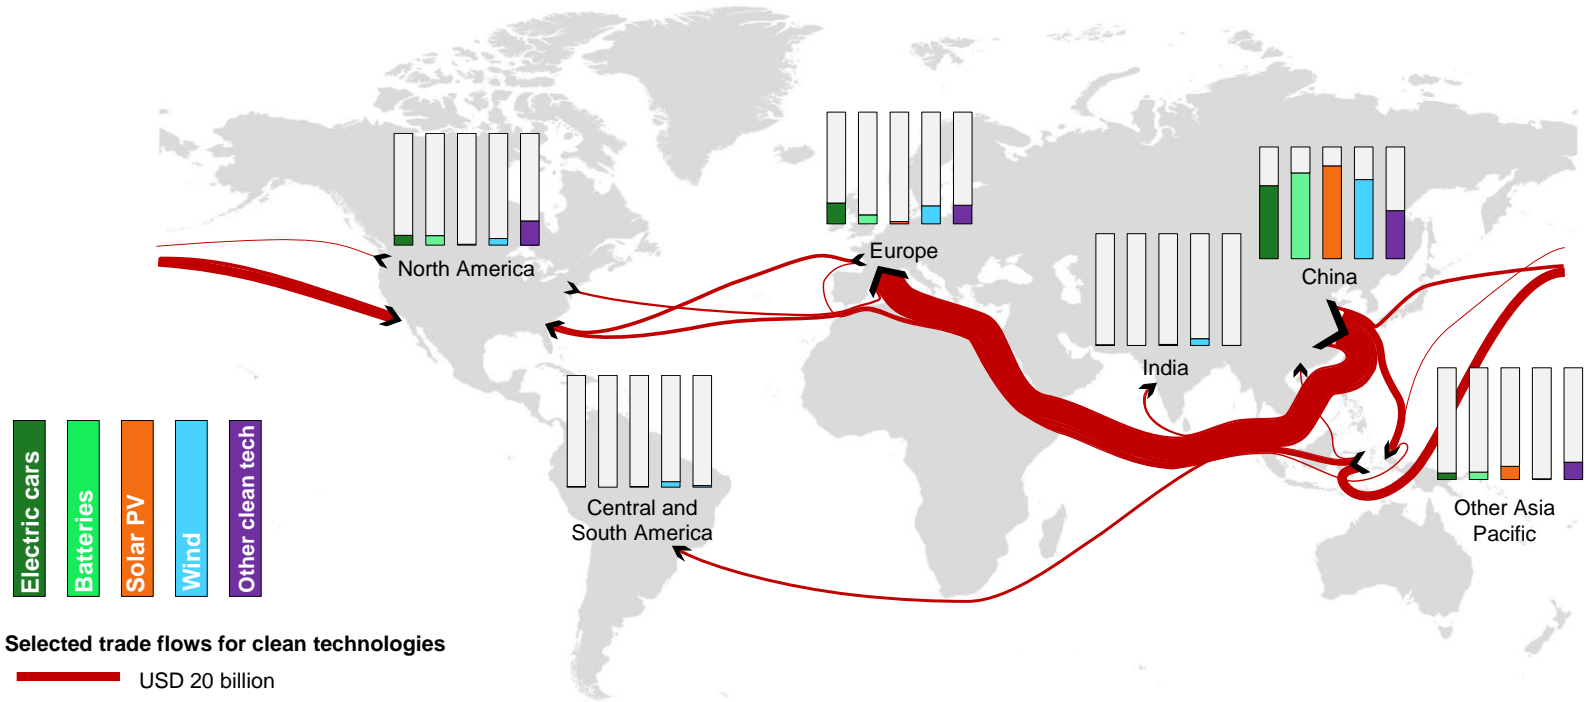 North America
Europe
China
India
Central and
South America
Other Asia
Pacific
Electric cars
Batteries
Solar PV
Wind
Other clean tech
Selected trade flows for clean technologies
USD 20 billion